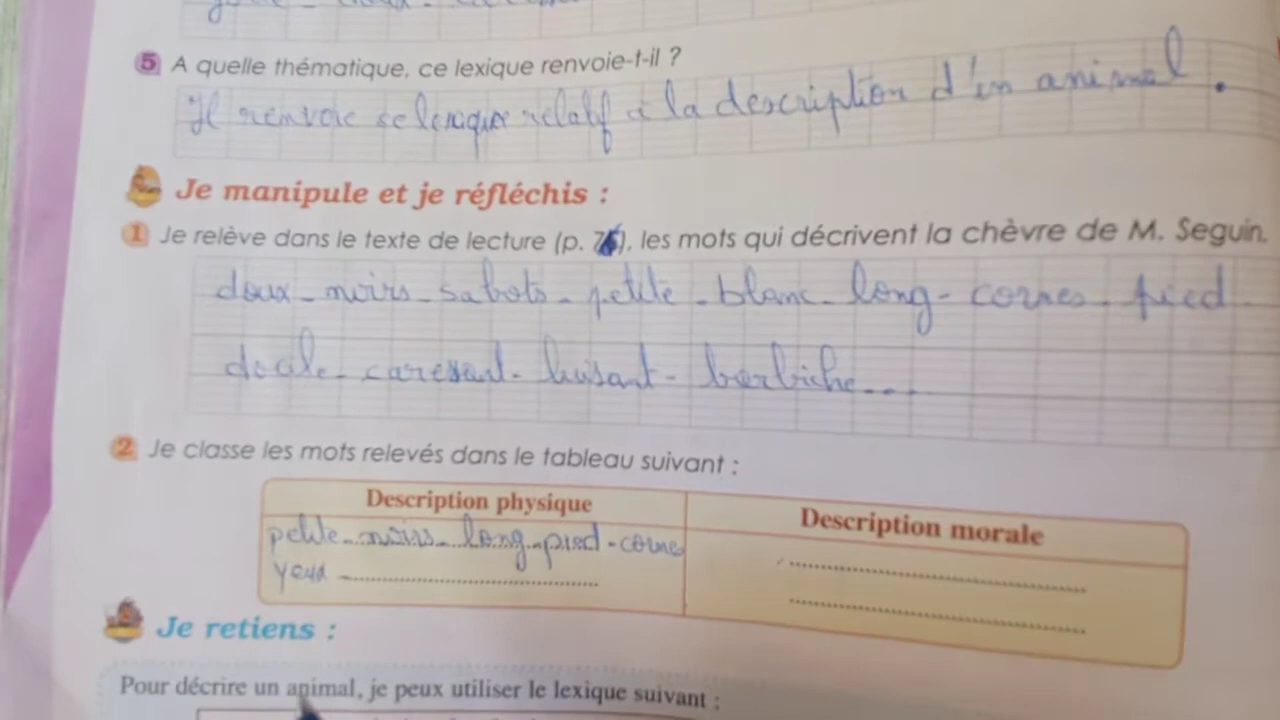 5 A quelle thématique, ce lexique renvoie-t-il ?
Il renvoie relatif à la description d'un animal.
Je manipule et je réfléchis :
1 Je relève dans le texte de lecture (p. 76), les mots qui décrivent la chèvre de M. Seguin.
doux - noirs - sabots - petite - blanc - long - cornes - pied
docile - caressant - luisant - barbiche....
2 Je classe les mots relevés dans le tableau suivant :
Description physique
Description morale
petite - noirs - long - pied - corne
yeux
Je retiens :
Pour décrire un animal, je peux utiliser le lexique suivant :